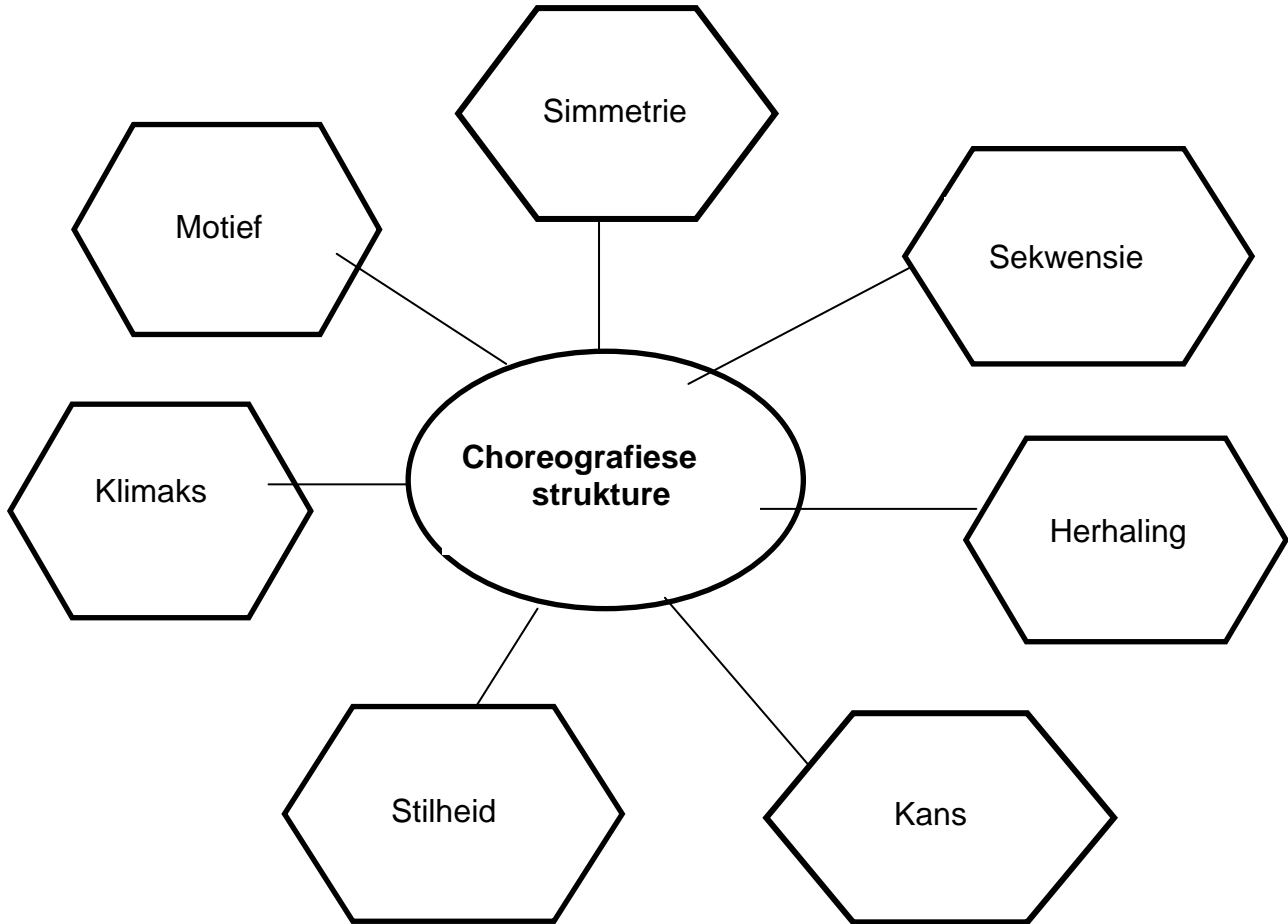 Simmetrie
Motief
Sekwensie
Choreografiese
strukture
Klimaks
Herhaling
Stilheid
Kans